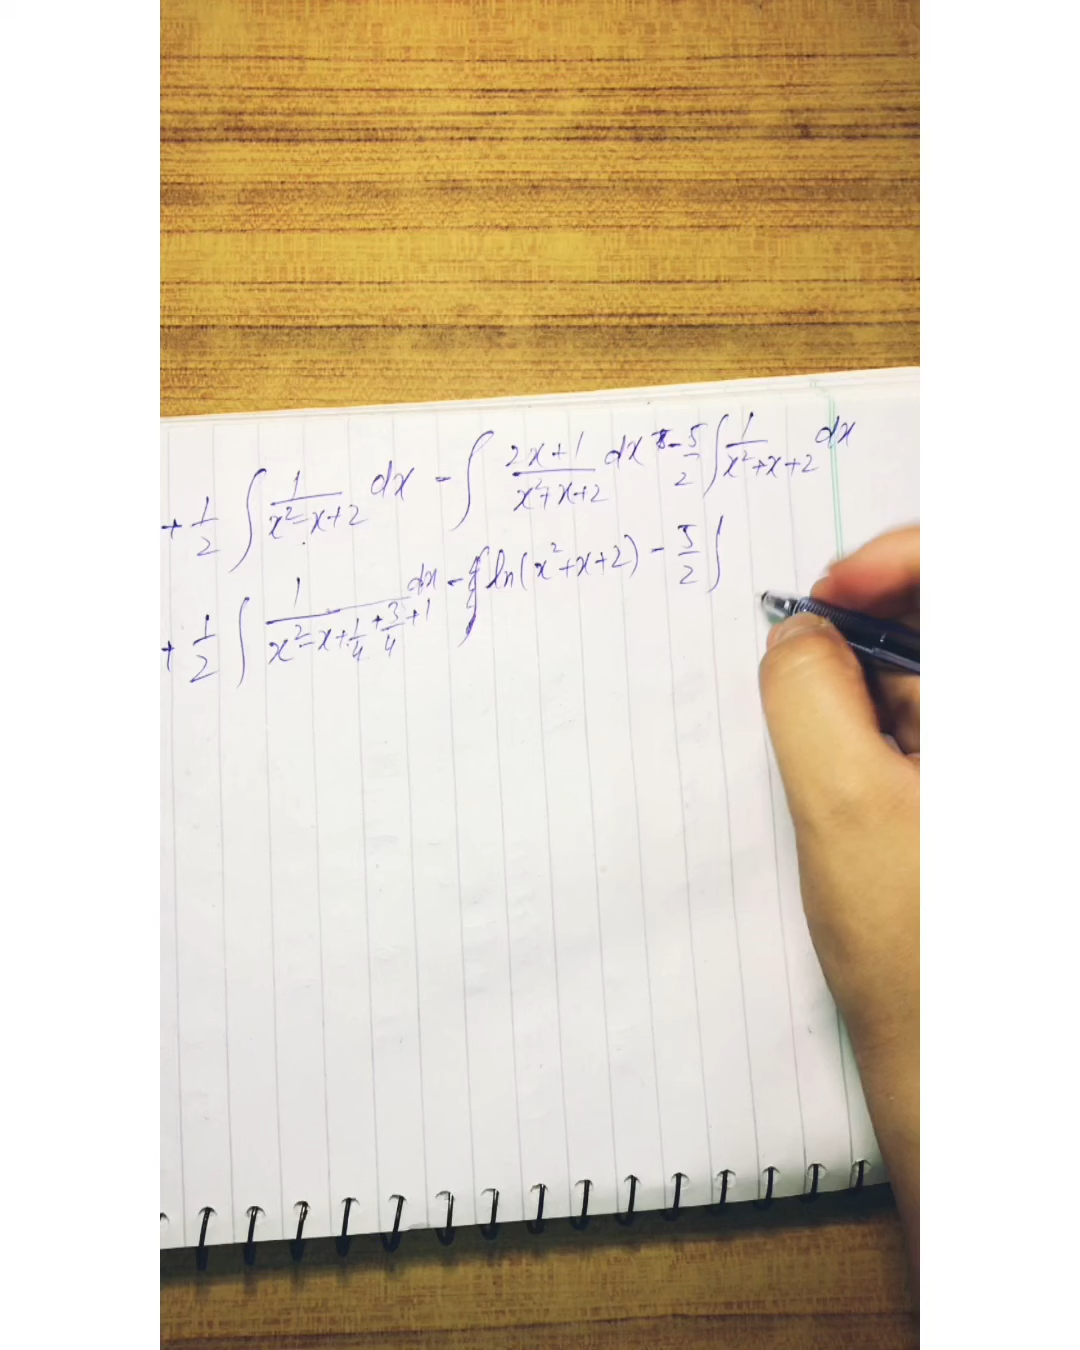 + 1/2 ∫ 1/(x²-x+2) dx - ∫ (2x+1)/(x²+x+2) dx - 5/2 ∫ 1/(x²+x+2) dx
+ 1/2 ∫ 1/(x²-x+1/4+3/4+1) dx - ln(x²+x+2) - 5/2 ∫